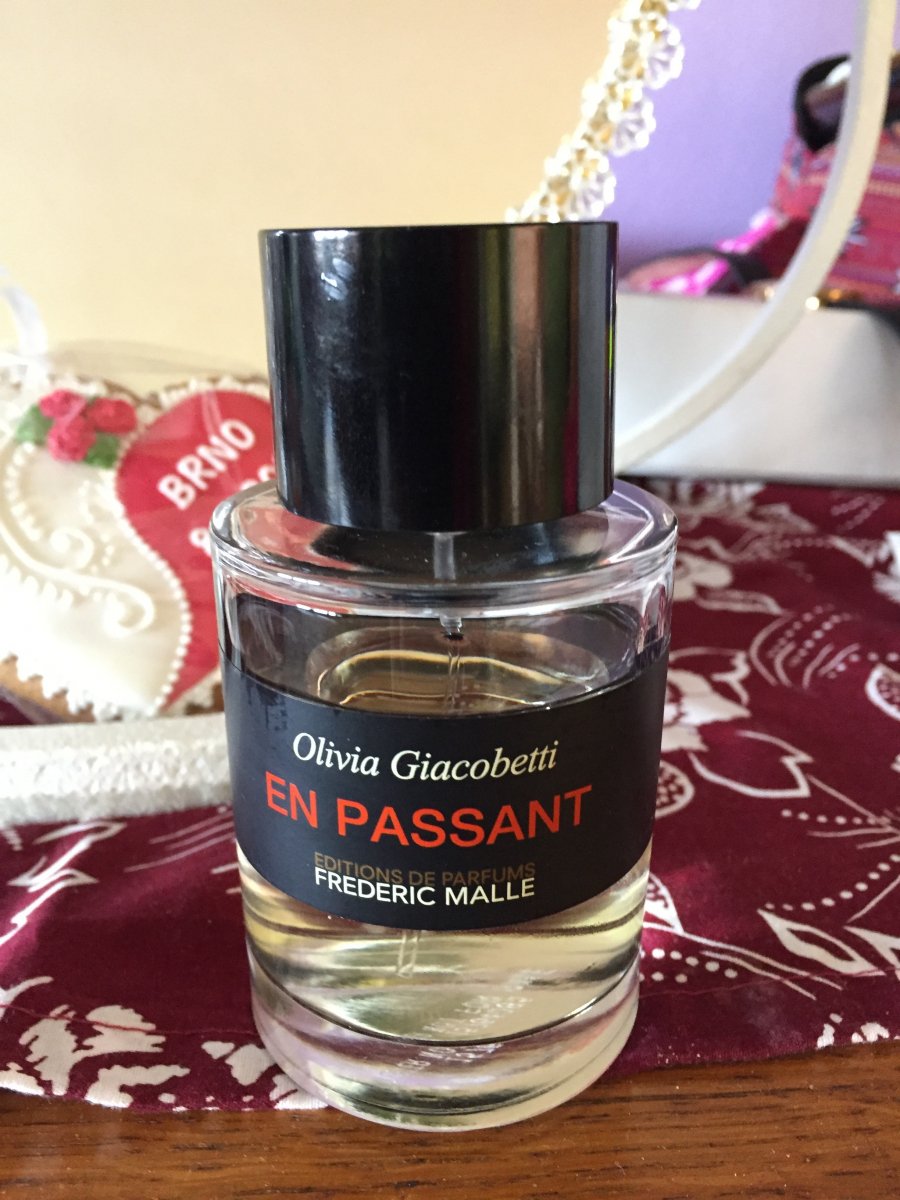 BRNO
Olivia Giacobetti
EN PASSANT
EDITIONS DE PARFUMS
FREDERIC MALLE